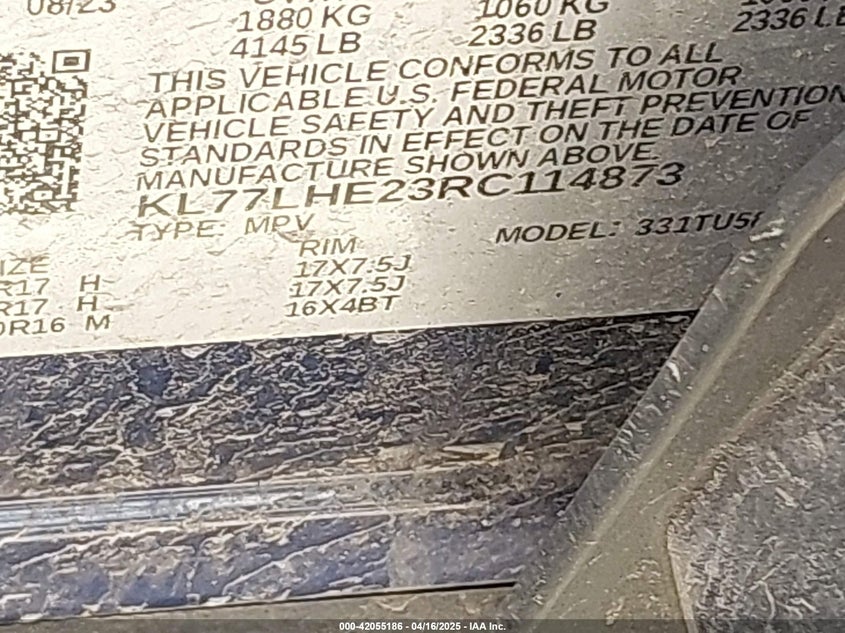 08/23
1880 KG 1060 KG
4145 LB 2336 LB 2336 LB
THIS VEHICLE CONFORMS TO ALL
APPLICABLE U.S. FEDERAL MOTOR
VEHICLE SAFETY AND THEFT PREVENTION
STANDARDS IN EFFECT ON THE DATE OF
MANUFACTURE SHOWN ABOVE
KL77LHE23RC114873
TYPE: MPV MODEL: 331TU5
IZE RIM
R17 H 17X7.5J
R17 H 17X7.5J
0R16 M 16X4BT
000-42055186 - 04/16/2025 - IAA Inc.